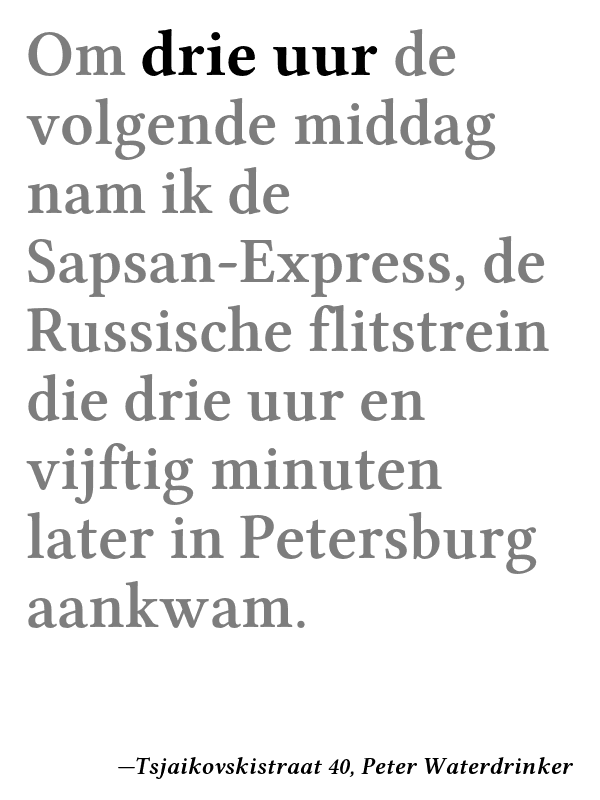 Om drie uur de
volgende middag
nam ik de
Sapsan-Express, de
Russische flitstrein
die drie uur en
vijftig minuten
later in Petersburg
aankwam.
—Tsjaikovskistraat 40, Peter Waterdrinker